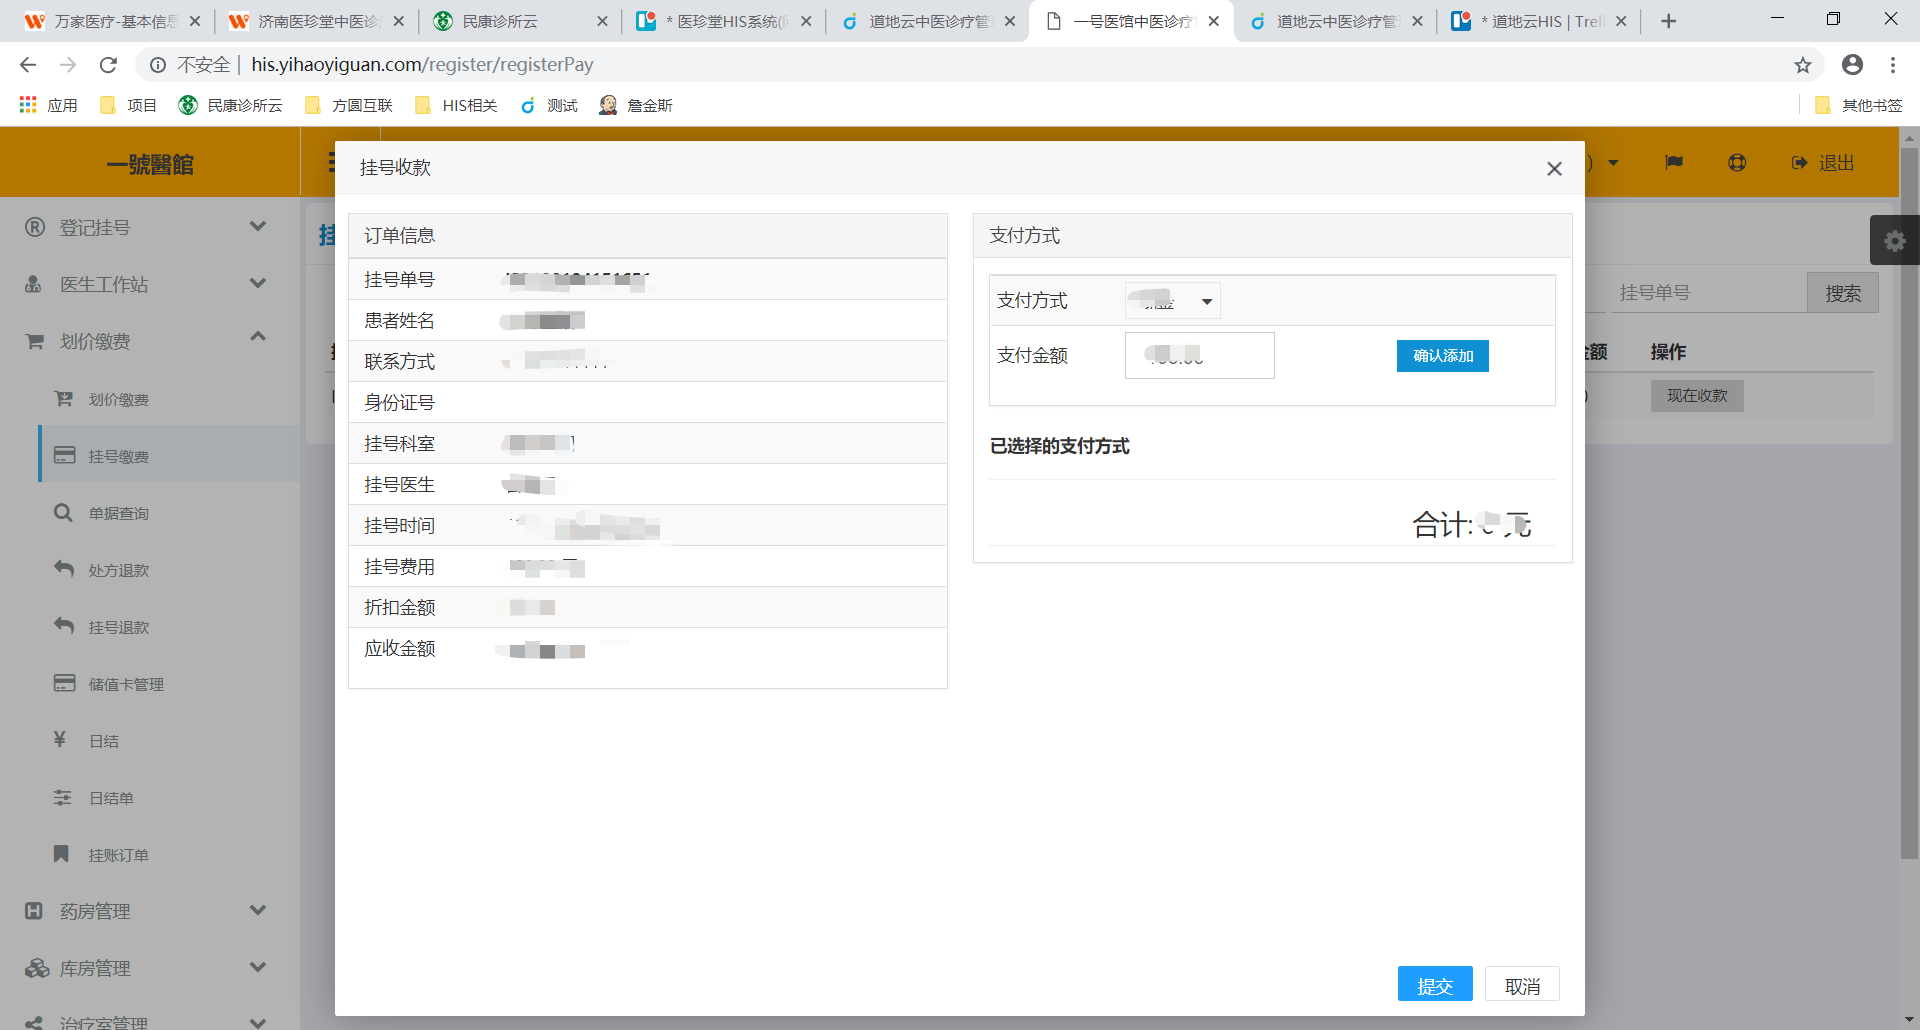 万家医疗-基本信息
济南医珍堂中医诊
民康诊所云
* 医珍堂HIS系统(问
道地云中医诊疗管
一号医馆中医诊疗
道地云中医诊疗管
* 道地云HIS | Trell
不安全 his.yihaoyiguan.com/register/registerPay
应用
项目
民康诊所云
方圆互联
HIS相关
测试
詹金斯
其他书签
一號醫館
)
退出
登记挂号
医生工作站
划价缴费
划价缴费
挂号缴费
单据查询
处方退款
挂号退款
储值卡管理
日结
日结单
挂账订单
药房管理
库房管理
治疗室管理
挂号收款
订单信息
挂号单号
患者姓名
联系方式
身份证号
挂号科室
挂号医生
挂号时间
挂号费用
折扣金额
应收金额
支付方式
支付方式
支付金额
确认添加
已选择的支付方式
合计:
元
提交
取消
挂
挂号单号
搜索
金额
操作
现在收款